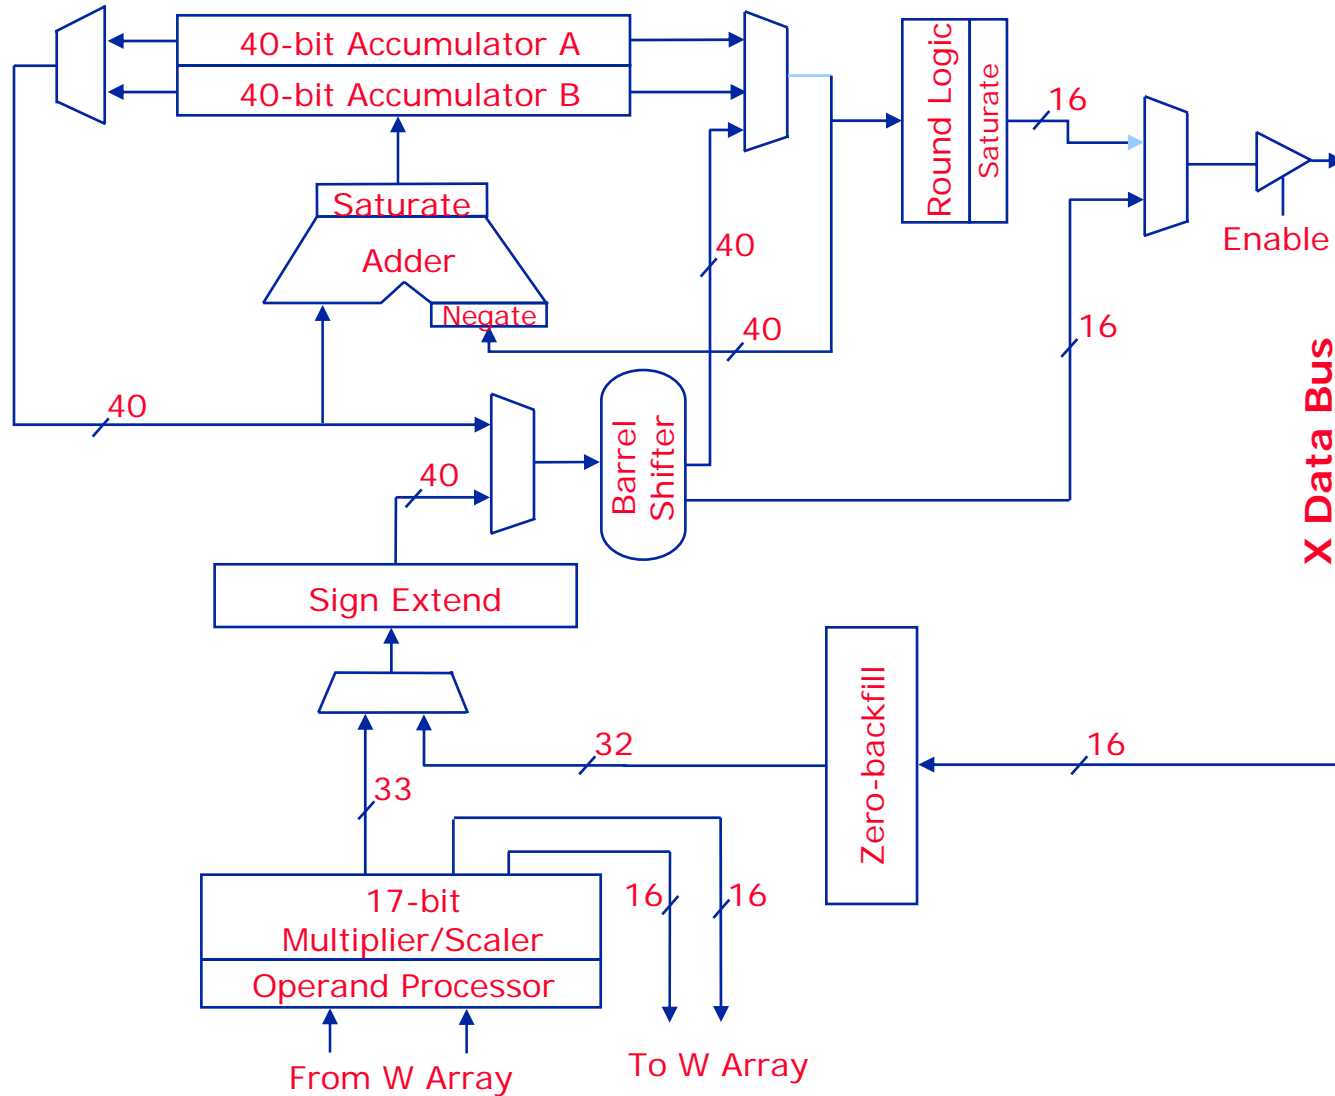 40-bit Accumulator A
40-bit Accumulator B
Round Logic
Saturate
16
Saturate
Adder
Negate
40
40
Enable
16
X Data Bus
40
40
Barrel
Shifter
Sign Extend
Zero-backfill
32
16
33
17-bit
Multiplier/Scaler
Operand Processor
16
16
From W Array
To W Array